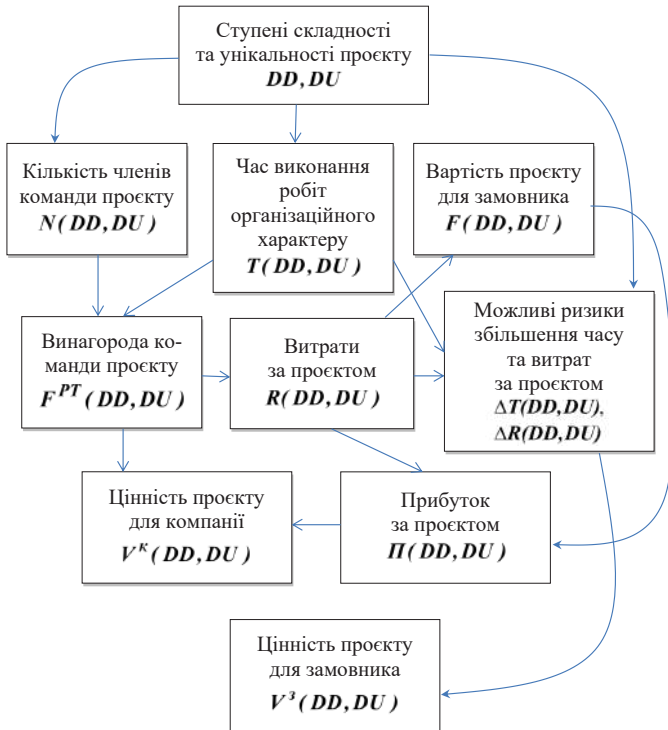 Ступені складності
та унікальності проєкту
DD, DU
Кількість членів
команди проєкту
N(DD, DU)
Час виконання
робіт
організаційного
характеру
T(DD, DU)
Вартість проєкту
для замовника
F(DD, DU)
Винагорода ко-
манди проєкту
F^PT(DD, DU)
Витрати
за проєктом
R(DD, DU)
Можливі ризики
збільшення часу
та витрат
за проєктом
ΔT(DD,DU),
ΔR(DD,DU)
Цінність проєкту
для компанії
V^к(DD, DU)
Прибуток
за проєктом
П(DD, DU)
Цінність проєкту
для замовника
V^з(DD, DU)